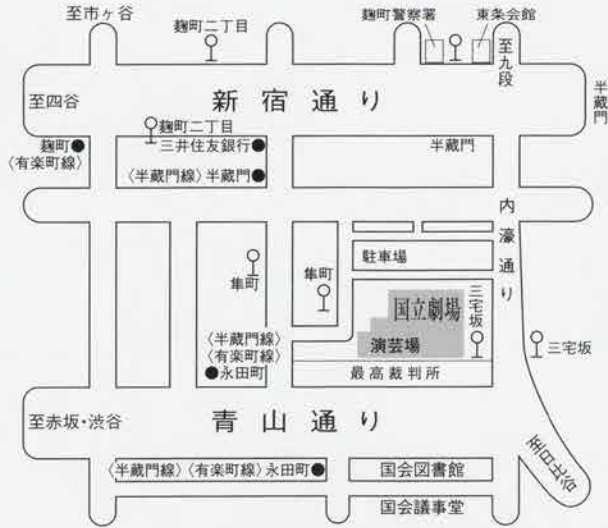 至市ヶ谷
麹町二丁目
麹町警察署
東条会館
至九段
至四谷
新宿通り
半蔵門
麹町二丁目
麹町●
〈有楽町線〉
三井住友銀行●
〈半蔵門線〉半蔵門●
半蔵門
内濠通り
駐車場
隼町
隼町
三宅坂
国立劇場
演芸場
三宅坂
〈半蔵門線〉
〈有楽町線〉
●永田町
最高裁判所
至赤坂・渋谷
青山通り
至日比谷
〈半蔵門線〉〈有楽町線〉永田町●
国会図書館
国会議事堂